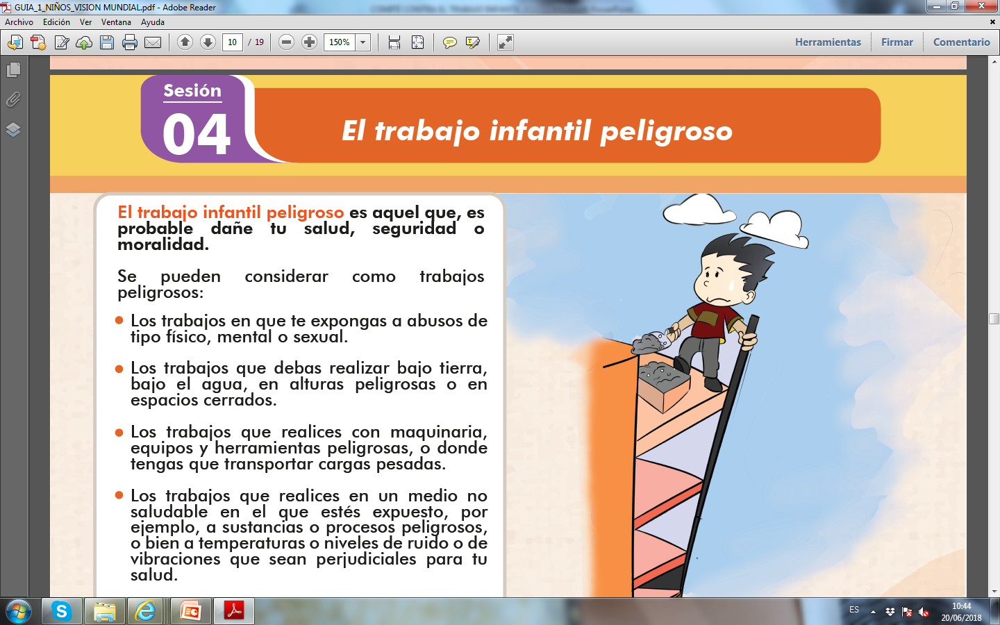 GUIA_1_NIÑOS_VISION MUNDIAL.pdf - Adobe Reader
Archivo Edición Ver Ventana Ayuda
10 / 19 150% Herramientas Firmar Comentario
Sesión
04
El trabajo infantil peligroso
El trabajo infantil peligroso es aquel que, es
probable dañe tu salud, seguridad o
moralidad.
Se pueden considerar como trabajos
peligrosos:
Los trabajos en que te expongas a abusos de
tipo físico, mental o sexual.
Los trabajos que debas realizar bajo tierra,
bajo el agua, en alturas peligrosas o en
espacios cerrados.
Los trabajos que realices con maquinaria,
equipos y herramientas peligrosas, o donde
tengas que transportar cargas pesadas.
Los trabajos que realices en un medio no
saludable en el que estés expuesto, por
ejemplo, a sustancias o procesos peligrosos,
o bien a temperaturas o niveles de ruido o de
vibraciones que sean perjudiciales para tu
salud.
ES
10:44
20/06/2018